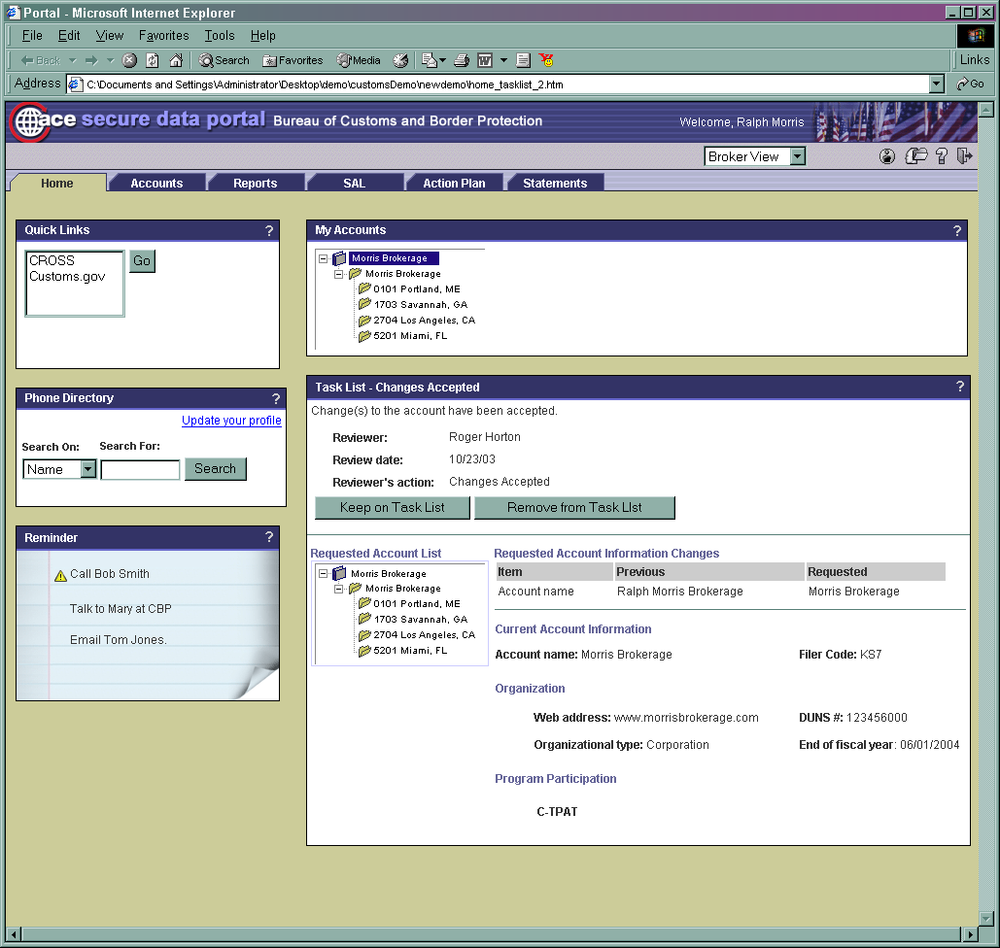 Portal - Microsoft Internet Explorer
File Edit View Favorites Tools Help
Back Search Favorites Media Links
Address C:\Documents and Settings\Administrator\Desktop\demo\customsDemo\newdemo\home_tasklist_2.htm Go
ace secure data portal Bureau of Customs and Border Protection Welcome, Ralph Morris
Broker View
Home Accounts Reports SAL Action Plan Statements
Quick Links ?
CROSS
Customs.gov
Go
My Accounts ?
Morris Brokerage
Morris Brokerage
0101 Portland, ME
1703 Savannah, GA
2704 Los Angeles, CA
5201 Miami, FL
Phone Directory ?
Update your profile
Search On: Search For:
Name Search
Reminder ?
Call Bob Smith
Talk to Mary at CBP
Email Tom Jones.
Task List - Changes Accepted ?
Change(s) to the account have been accepted.
Reviewer: Roger Horton
Review date: 10/23/03
Reviewer's action: Changes Accepted
Keep on Task List Remove from Task LIst
Requested Account List
Morris Brokerage
Morris Brokerage
0101 Portland, ME
1703 Savannah, GA
2704 Los Angeles, CA
5201 Miami, FL
Requested Account Information Changes
Item Previous Requested
Account name Ralph Morris Brokerage Morris Brokerage
Current Account Information
Account name: Morris Brokerage Filer Code: KS7
Organization
Web address: www.morrisbrokerage.com DUNS #: 123456000
Organizational type: Corporation End of fiscal year: 06/01/2004
Program Participation
C-TPAT